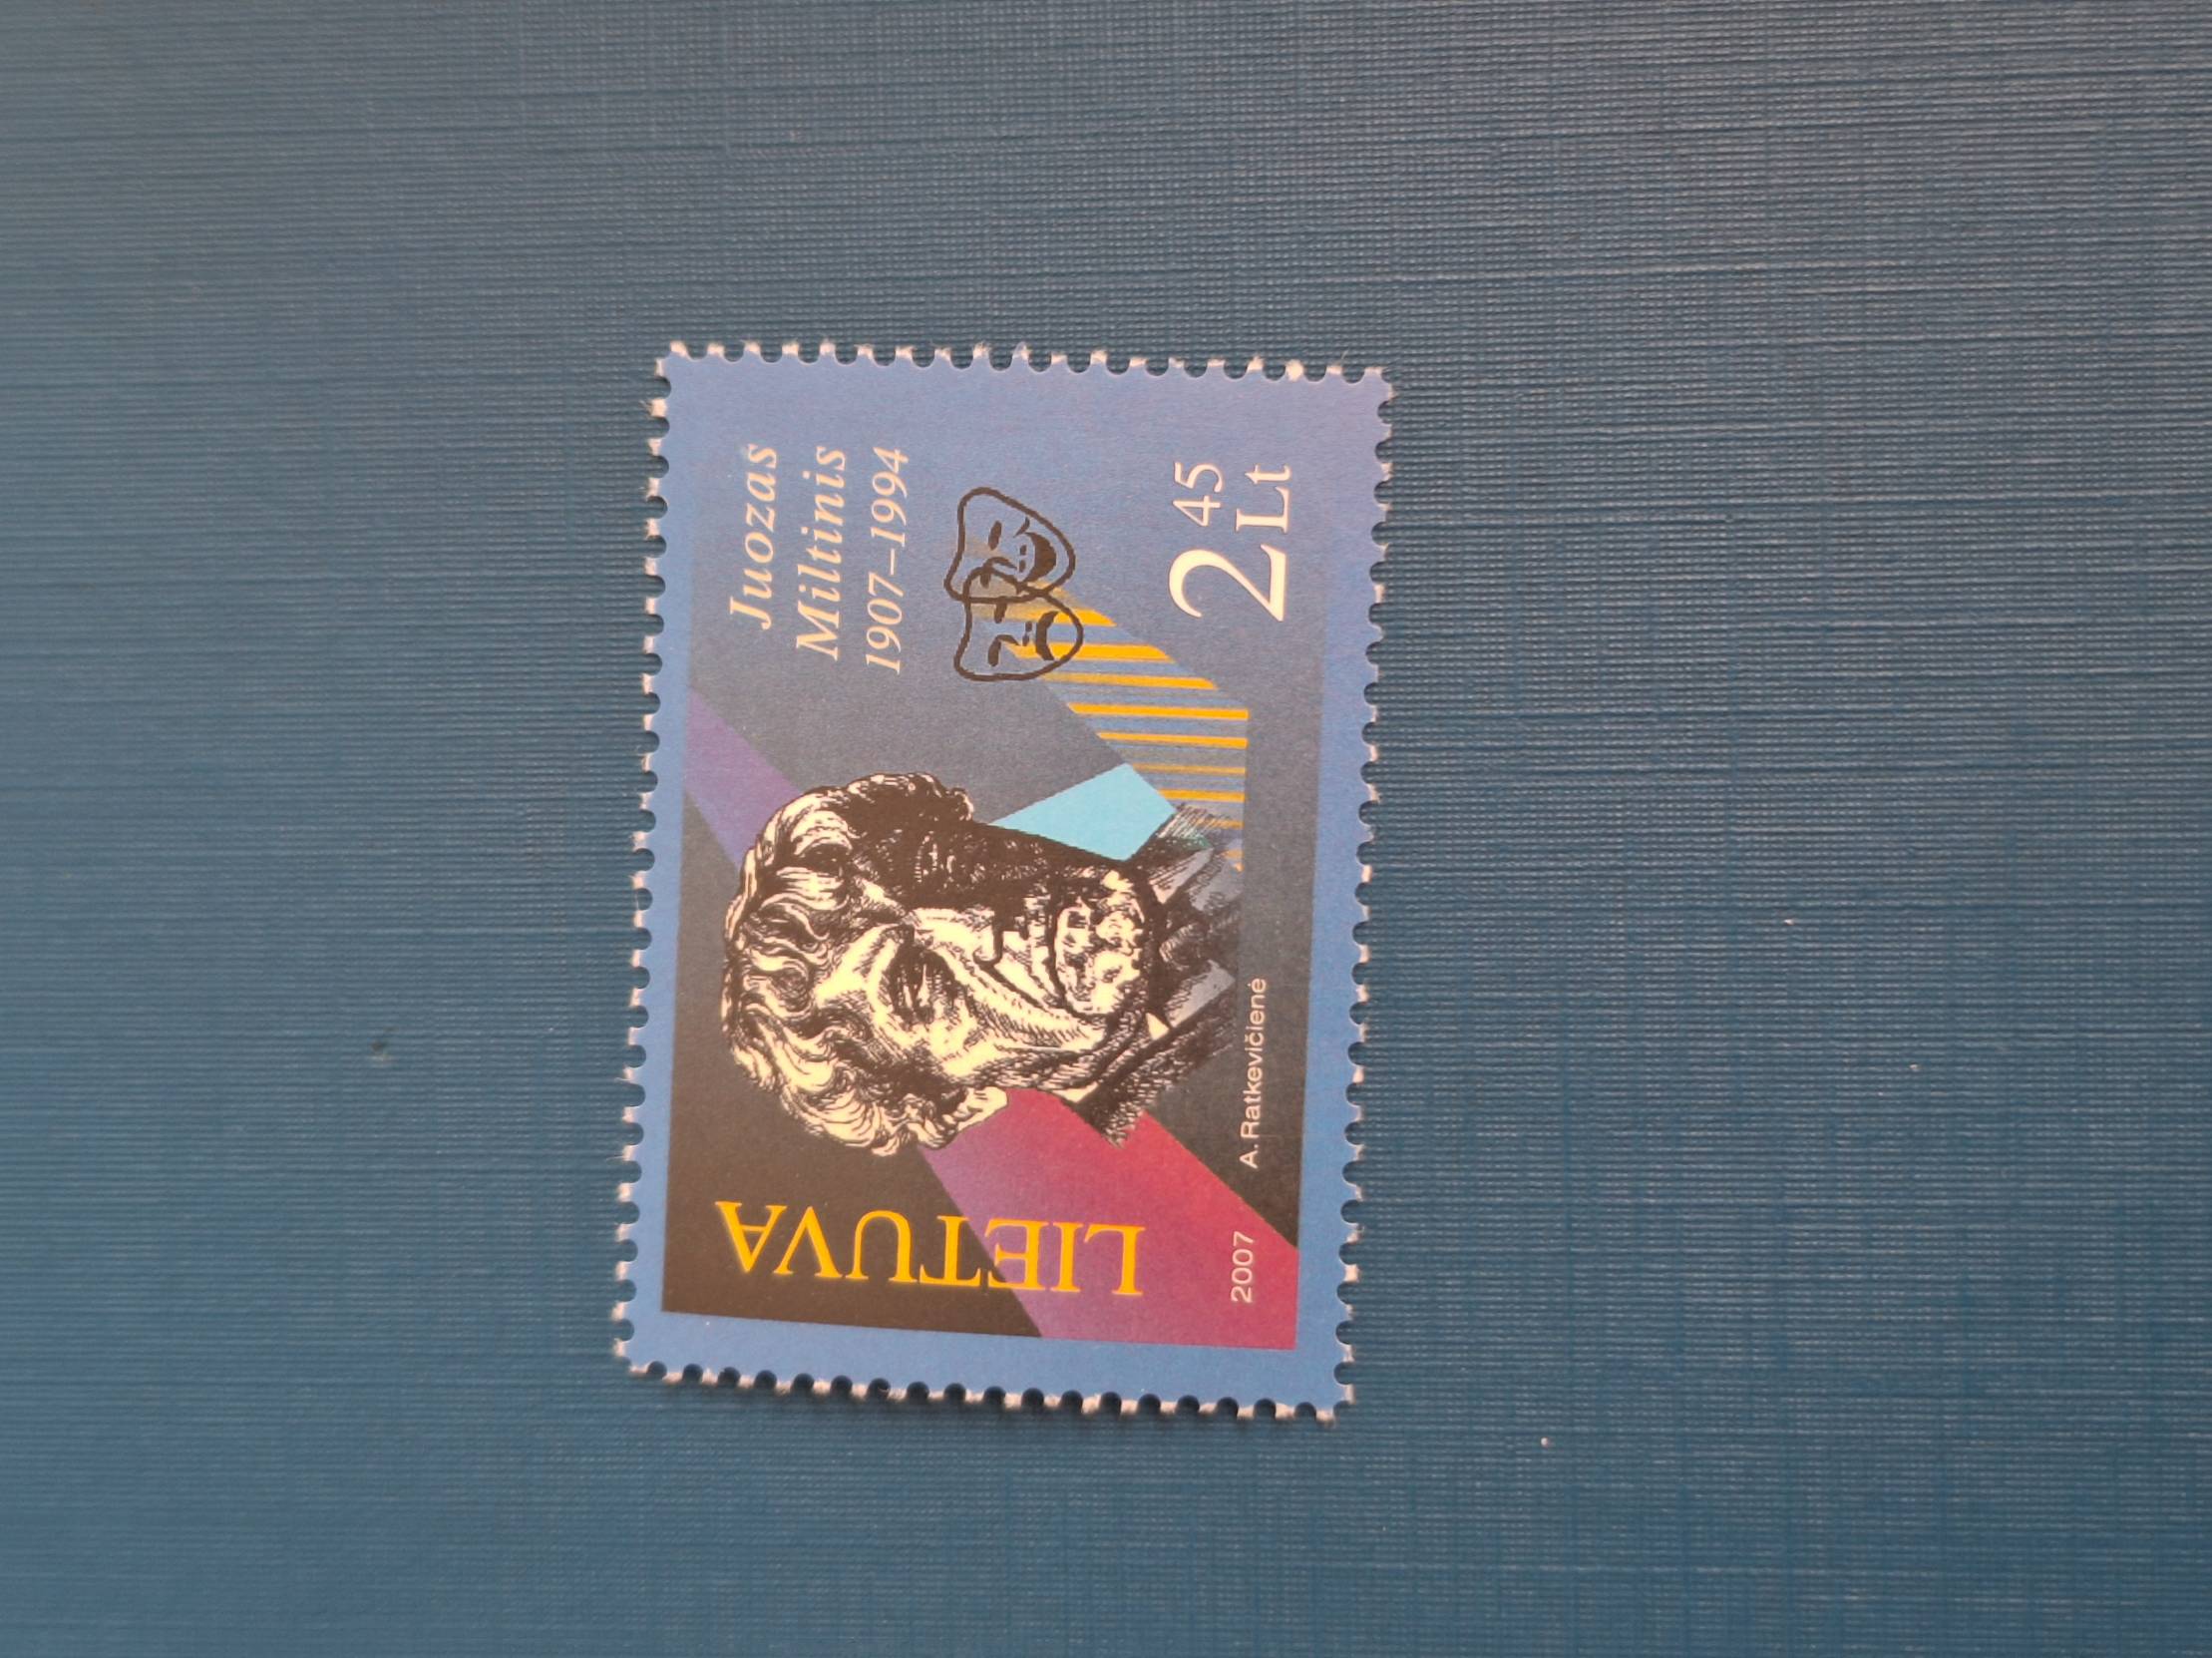 LIETUVA
Juozas
Miltinis
1907–1994
2 45 Lt
2007
A. Ratkevičienė